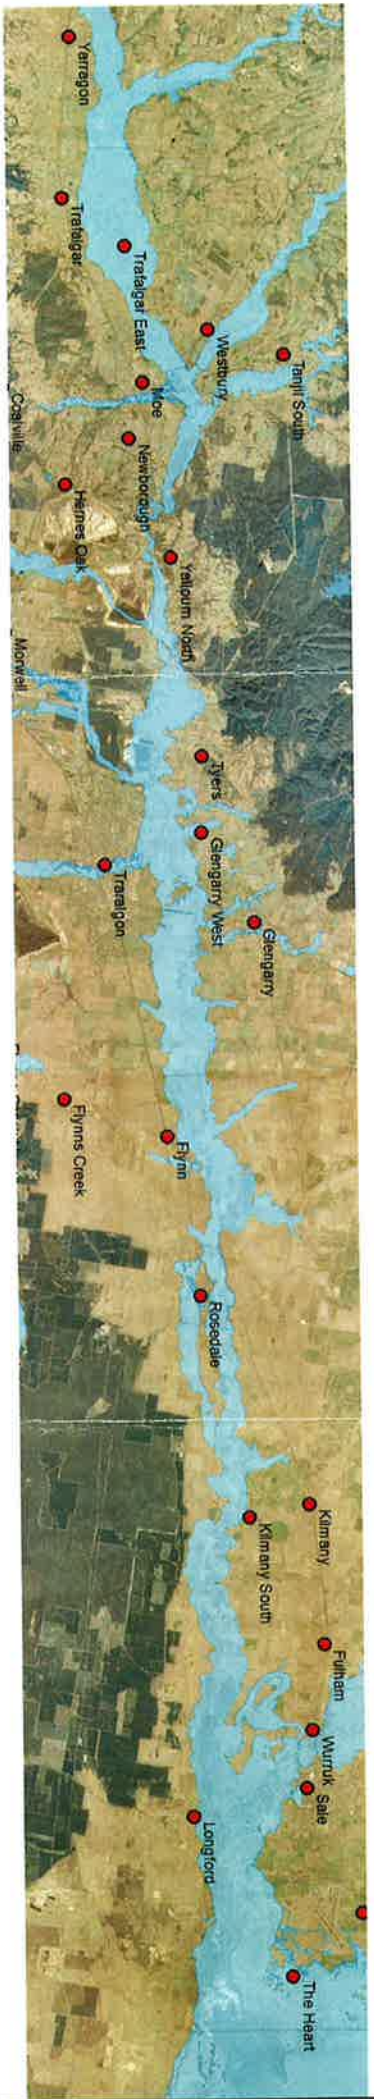 Yarragon
Trafalgar
Trafalgar East
Westbury
Tanjil South
Moe
Coalville
Newborough
Hernes Oak
Yallourn North
Morwell
Tyers
Glengarry West
Traralgon
Glengarry
Flynns Creek
Flynn
Rosedale
Kilmany
Kilmany South
Fulham
Wurruk
Sale
Longford
The Heart